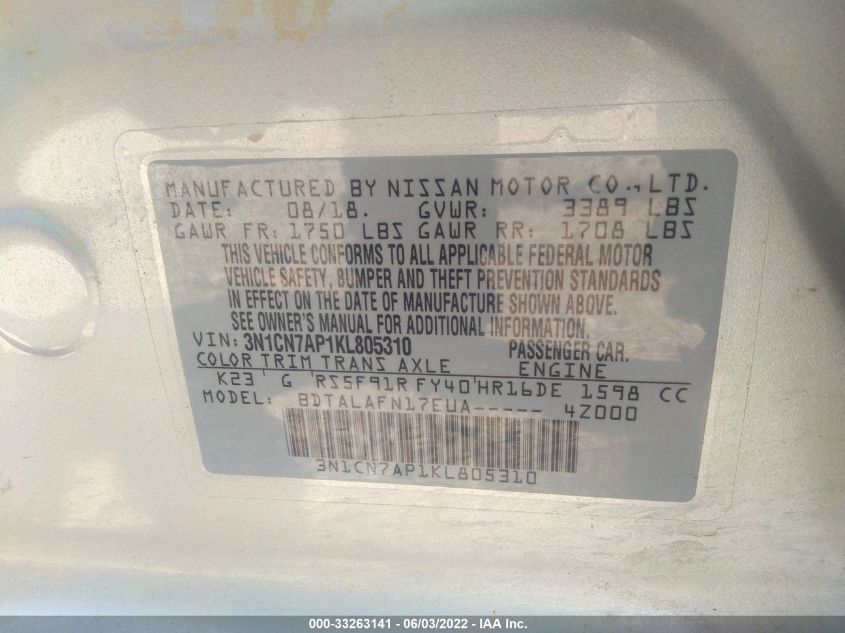 MANUFACTURED BY NISSAN MOTOR CO.,LTD.
DATE: 08/18. GVWR: 3389 LBS
GAWR FR: 1750 LBS GAWR RR: 1708 LBS
THIS VEHICLE CONFORMS TO ALL APPLICABLE FEDERAL MOTOR
VEHICLE SAFETY, BUMPER AND THEFT PREVENTION STANDARDS
IN EFFECT ON THE DATE OF MANUFACTURE SHOWN ABOVE.
SEE OWNER'S MANUAL FOR ADDITIONAL INFORMATION.
VIN: 3N1CN7AP1KL805310 PASSENGER CAR.
COLOR TRIM TRANS AXLE ENGINE
K23 G RS5F91R FY40 HR16DE 1598 CC
MODEL: BDTALAFN17EUA----- 4Z000
3N1CN7AP1KL805310
000-33263141 - 06/03/2022 - IAA Inc.